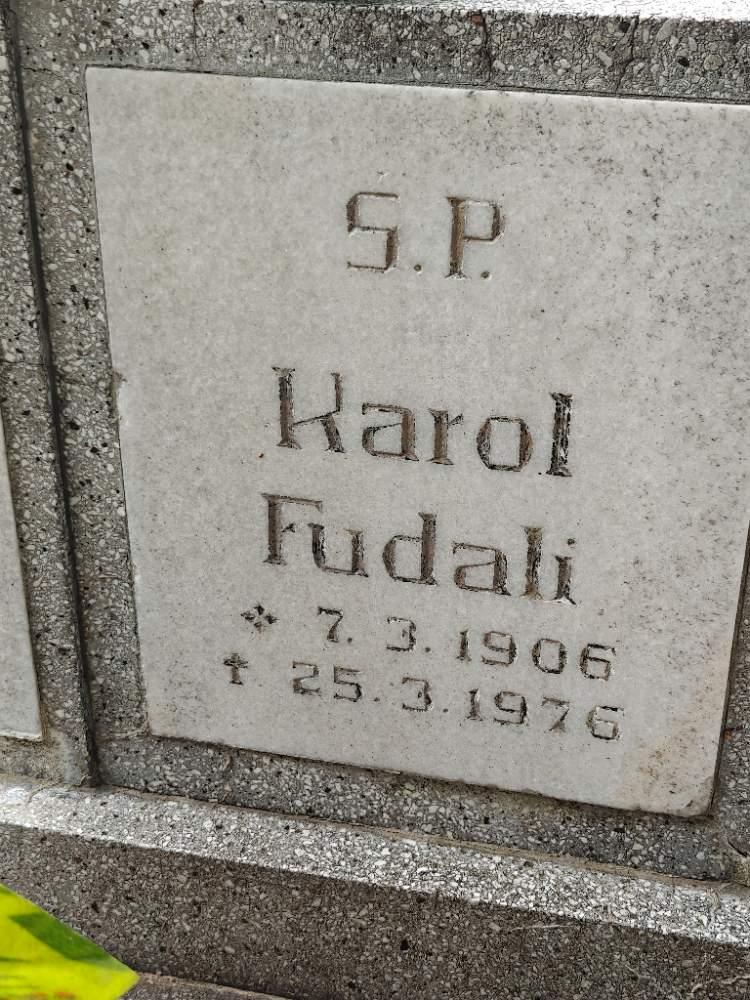 Ś.P.
Karol
Fudali
* 7. 3. 1906
† 25. 3. 1976